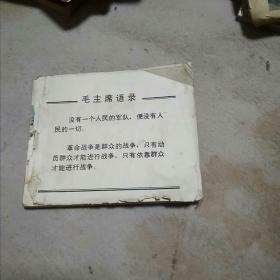 毛主席语录
没有一个人民的军队，便没有人
民的一切。
革命战争是群众的战争，只有动
员群众才能进行战争，只有依靠群众
才能进行战争。